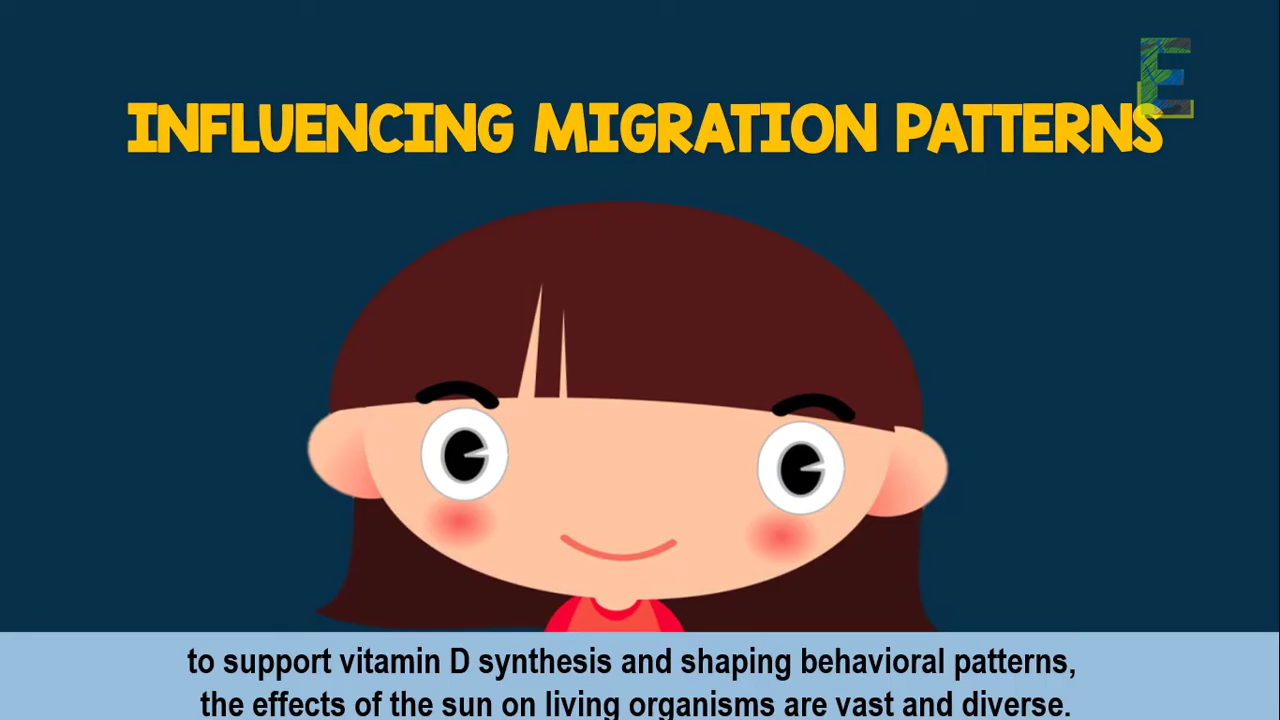 E
INFLUENCING MIGRATION PATTERNS
to support vitamin D synthesis and shaping behavioral patterns,
the effects of the sun on living organisms are vast and diverse.